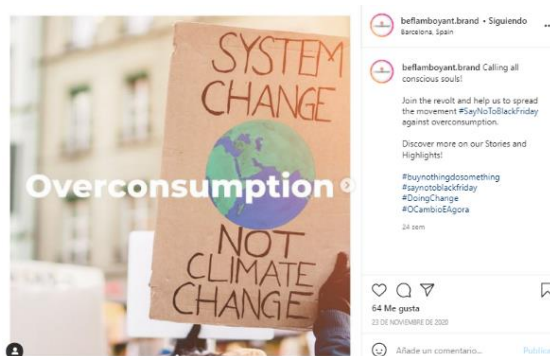 SYSTEM
CHANGE
Overconsumption
NOT
CLIMATE
CHANGE
beflamboyant.brand • Siguiendo
Barcelona, Spain
beflamboyant.brand Calling all
conscious souls!
Join the revolt and help us to spread
the movement #SayNoToBlackFriday
against overconsumption.
Discover more on our Stories and
Highlights!
#buynothingdosomething
#saynotoblackfriday
#DoingChange
#OCambioEAgora
24 sem
64 Me gusta
23 DE NOVIEMBRE DE 2020
Añade un comentario...
Publica